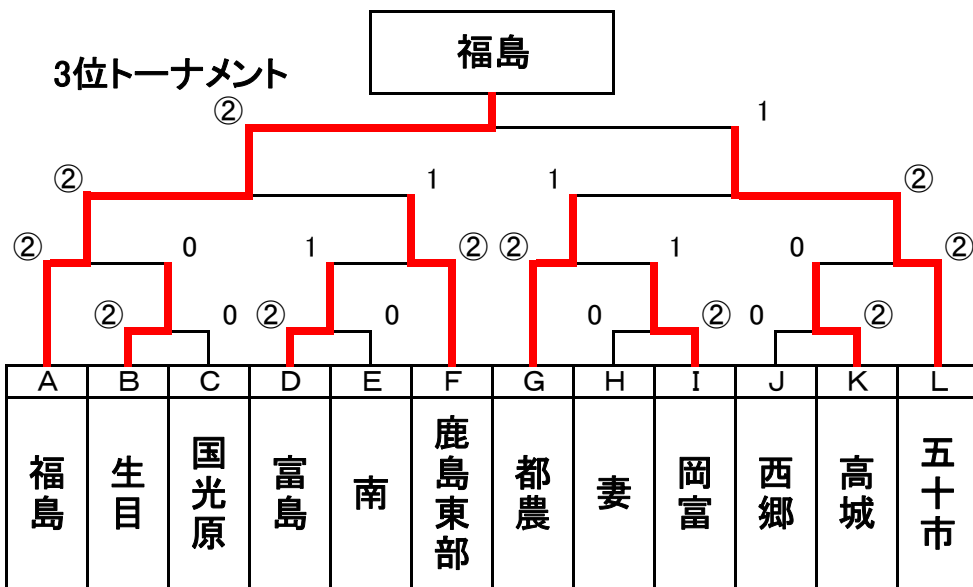 福島
3位トーナメント
② 1
② 1 1 ②
② 0 1 ② ② 1 0 ②
② 0 ② 0 0 ② 0 ②
A B C D E F G H I J K L
福島 生目 国光原 富島 南 鹿島東部 都農 妻 岡富 西郷 高城 五十市